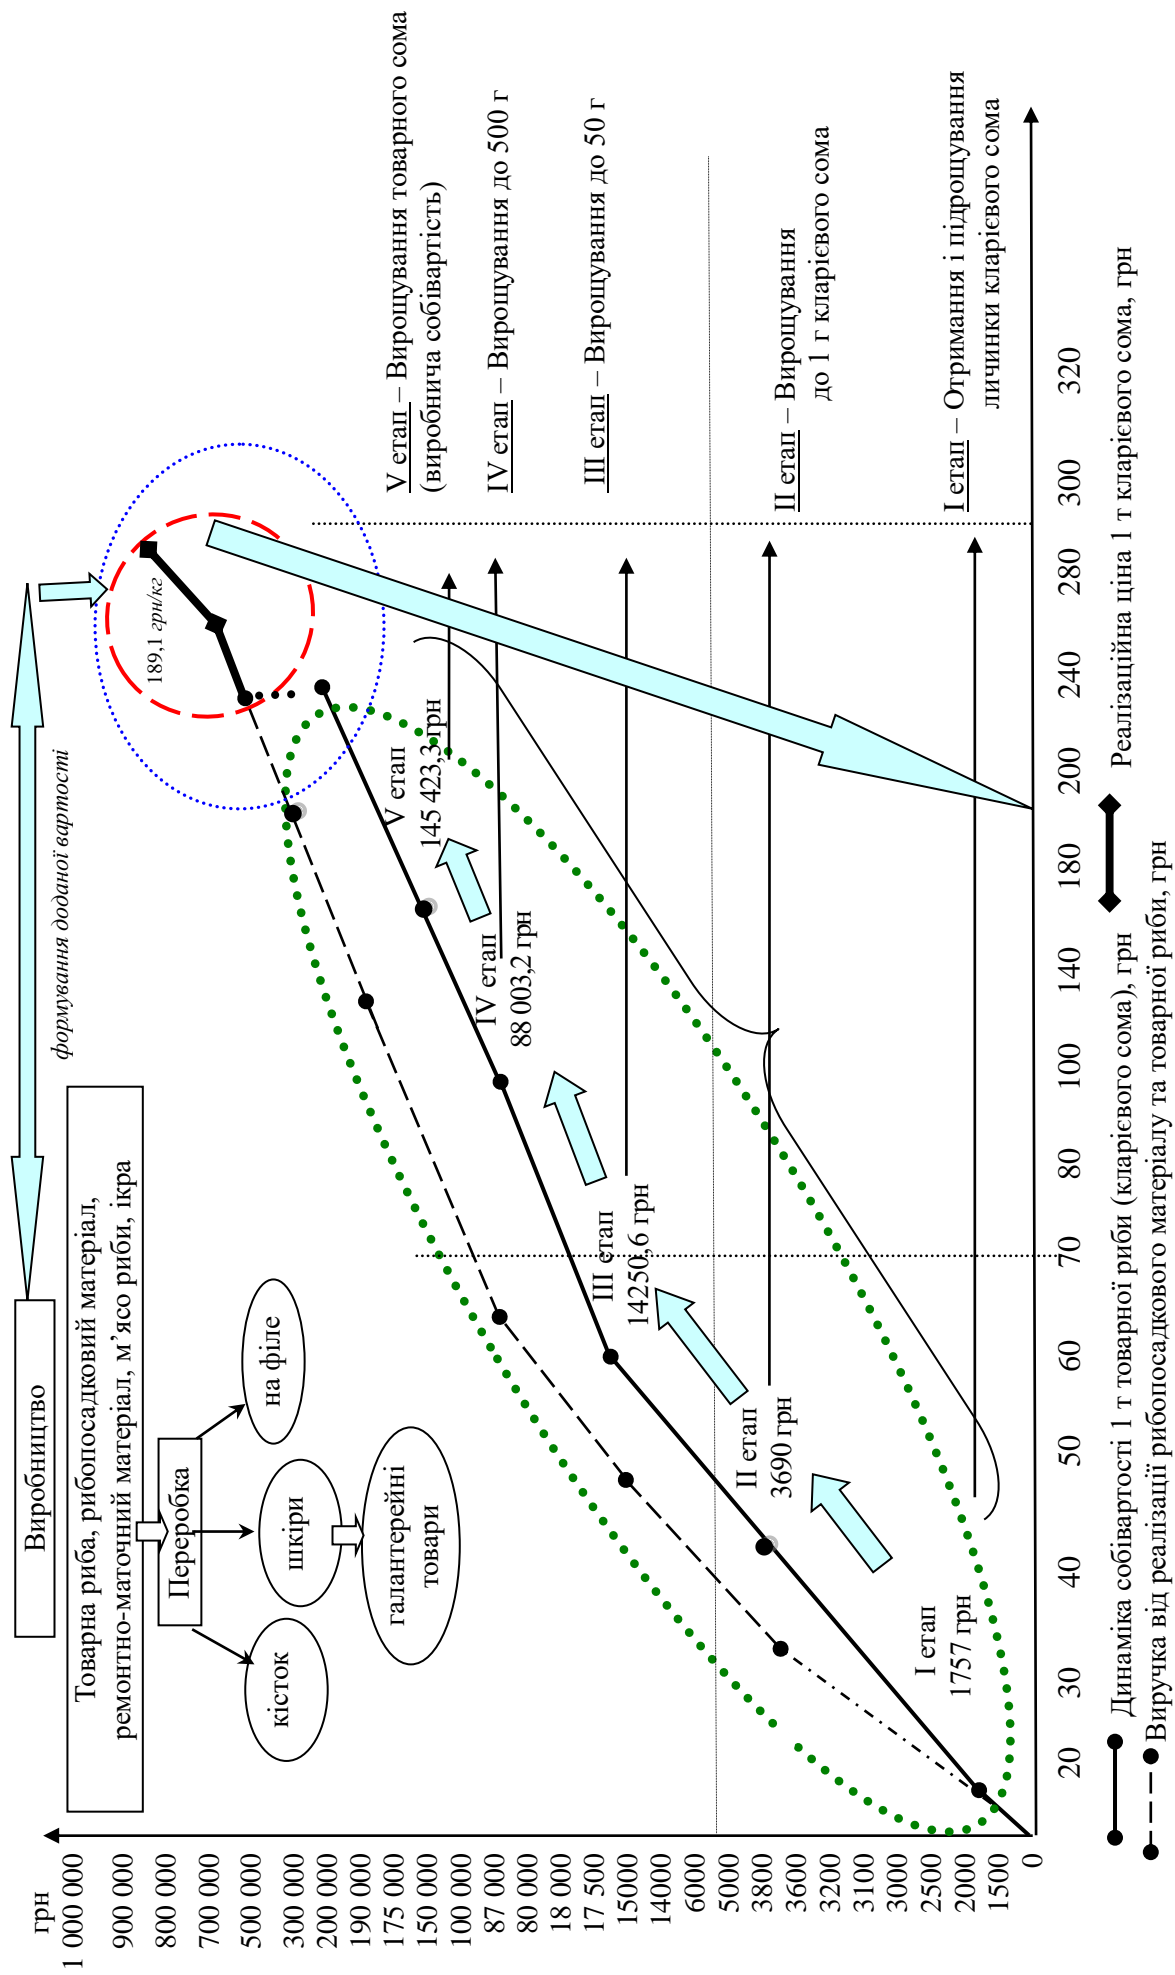 грн
1 000 000
900 000
700 000
500 000
300 000
200 000
190 000
175 000
150 000
100 000
87 000
80 000
18 000
17 500
15000
14000
6000
5000
3800
3600
3200
3100
3000
2500
2000
1500
0
Виробництво
формування доданої вартості
Товарна риба, рибопосадковий матеріал,
ремонтно-маточний матеріал, м’ясо риби, ікра
Переробка
кісток
шкіри
на філе
галантерейні
товари
189,1 грн/кг
V етап – Вирощування товарного сома
(виробнича собівартість)
IV етап – Вирощування до 500 г
III етап – Вирощування до 50 г
II етап – Вирощування
до 1 г кларієвого сома
I етап – Отримання і підрощування
личинки кларієвого сома
V етап
145 423,3грн
IV етап
88 003,2 грн
III етап
14250,6 грн
II етап
3690 грн
I етап
1757 грн
20
30
40
50
60
70
80
100
140
180
200
240
280
300
320
Динаміка собівартості 1 т товарної риби (кларієвого сома), грн
Реалізаційна ціна 1 т кларієвого сома, грн
Виручка від реалізації рибопосадкового матеріалу та товарної риби, грн